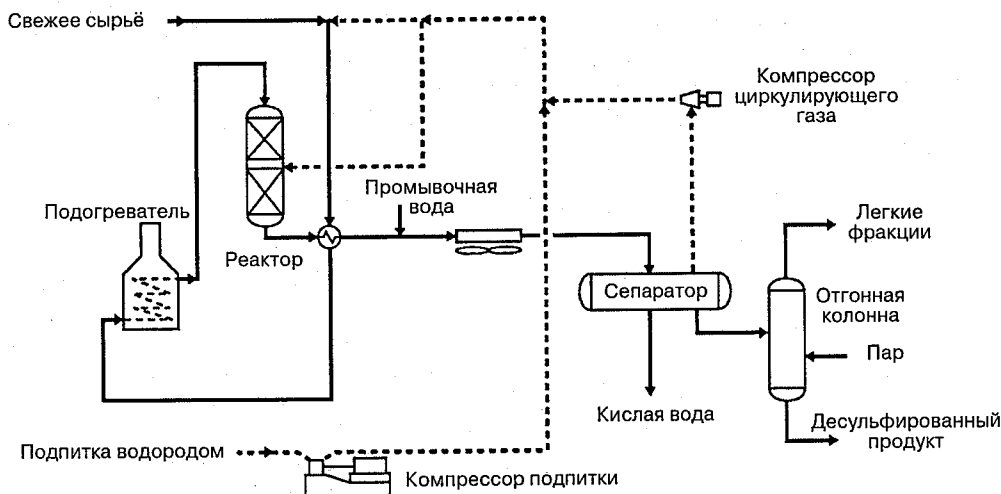 Свежее сырьё
Компрессор
циркулирующего
газа
Промывочная
вода
Подогреватель
Легкие
фракции
Реактор
Сепаратор
Отгонная
колонна
Пар
Кислая вода
Десульфированный
продукт
Подпитка водородом
Компрессор подпитки